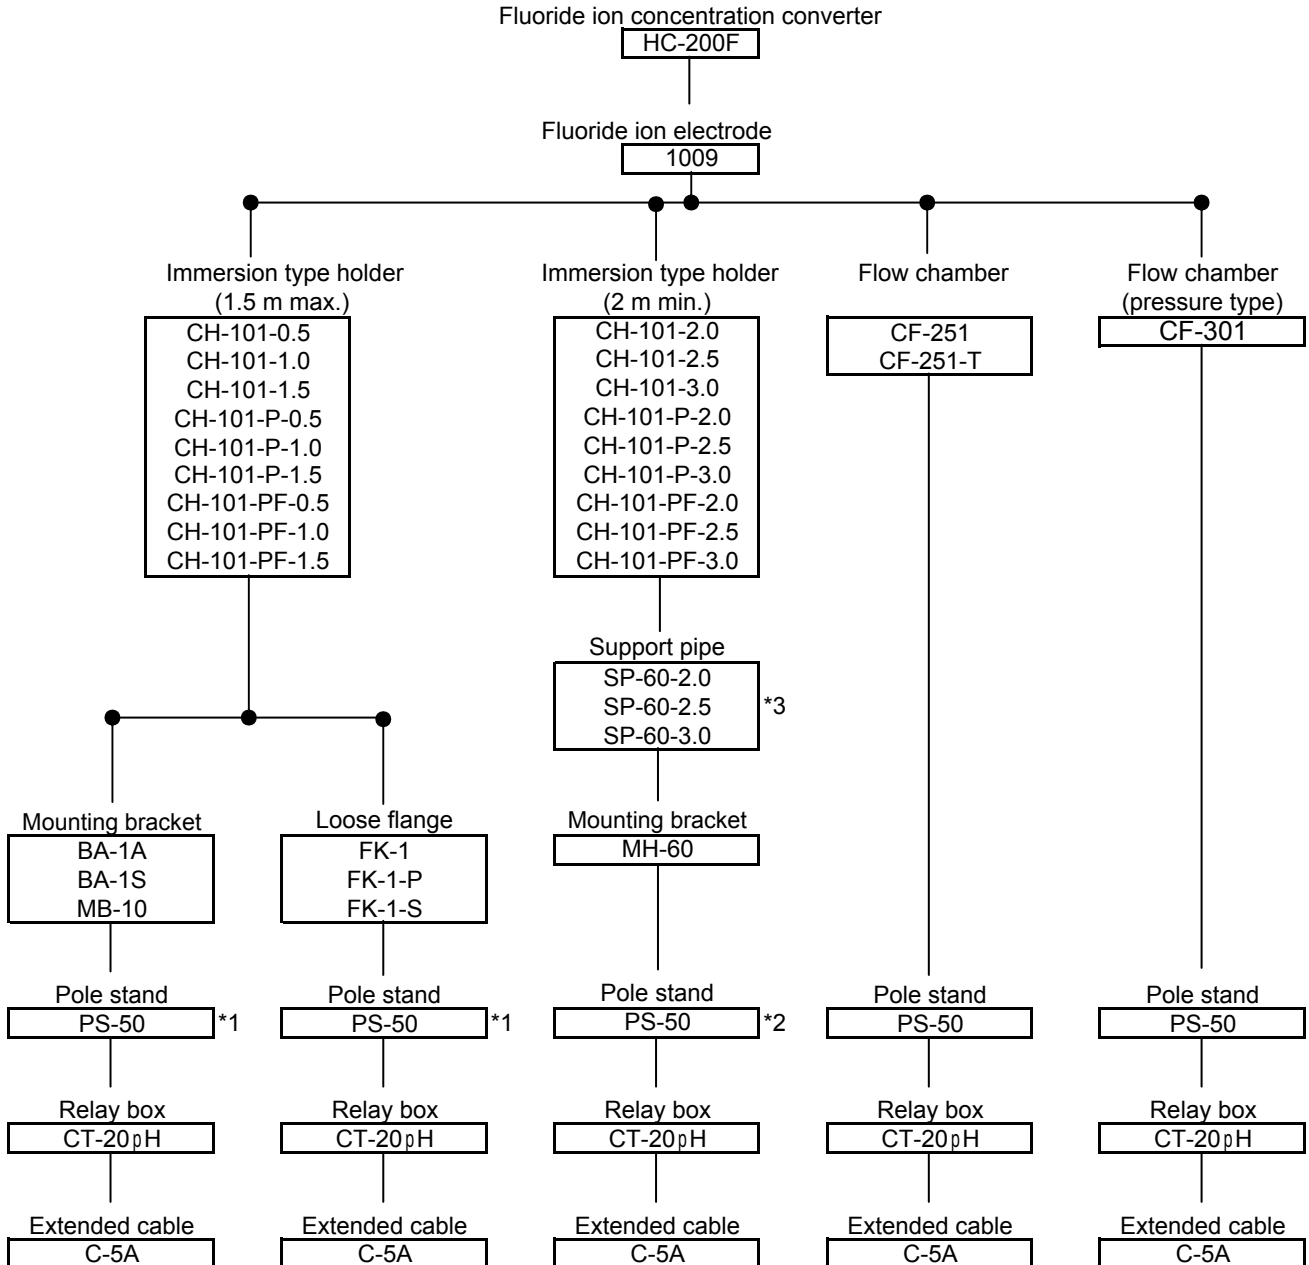 Fluoride ion concentration converter
HC-200F
Fluoride ion electrode
1009
Immersion type holder
(1.5 m max.)
CH-101-0.5
CH-101-1.0
CH-101-1.5
CH-101-P-0.5
CH-101-P-1.0
CH-101-P-1.5
CH-101-PF-0.5
CH-101-PF-1.0
CH-101-PF-1.5
Immersion type holder
(2 m min.)
CH-101-2.0
CH-101-2.5
CH-101-3.0
CH-101-P-2.0
CH-101-P-2.5
CH-101-P-3.0
CH-101-PF-2.0
CH-101-PF-2.5
CH-101-PF-3.0
Flow chamber
CF-251
CF-251-T
Flow chamber
(pressure type)
CF-301
Support pipe
SP-60-2.0
SP-60-2.5
SP-60-3.0
*3
Mounting bracket
BA-1A
BA-1S
MB-10
Loose flange
FK-1
FK-1-P
FK-1-S
Mounting bracket
MH-60
Pole stand
PS-50
*1
Pole stand
PS-50
*1
Pole stand
PS-50
*2
Pole stand
PS-50
Pole stand
PS-50
Relay box
CT-20pH
Relay box
CT-20pH
Relay box
CT-20pH
Relay box
CT-20pH
Relay box
CT-20pH
Extended cable
C-5A
Extended cable
C-5A
Extended cable
C-5A
Extended cable
C-5A
Extended cable
C-5A